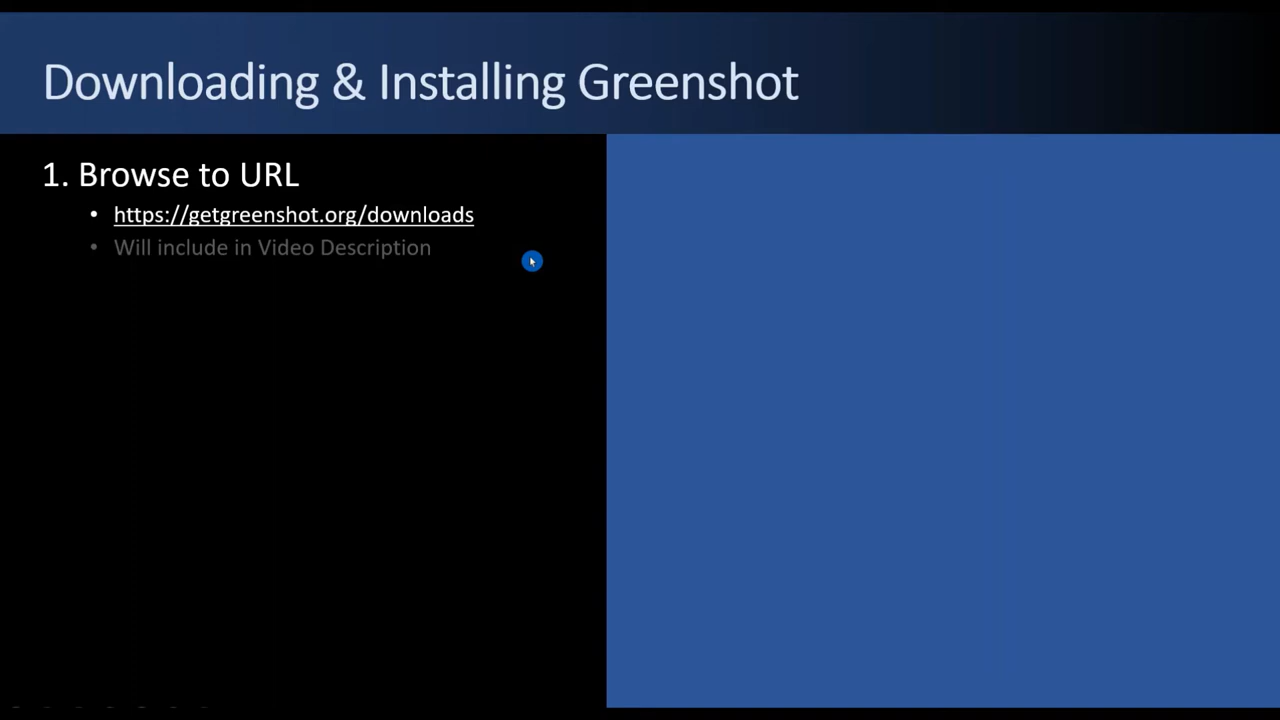 Downloading & Installing Greenshot
1. Browse to URL
• https://getgreenshot.org/downloads
• Will include in Video Description